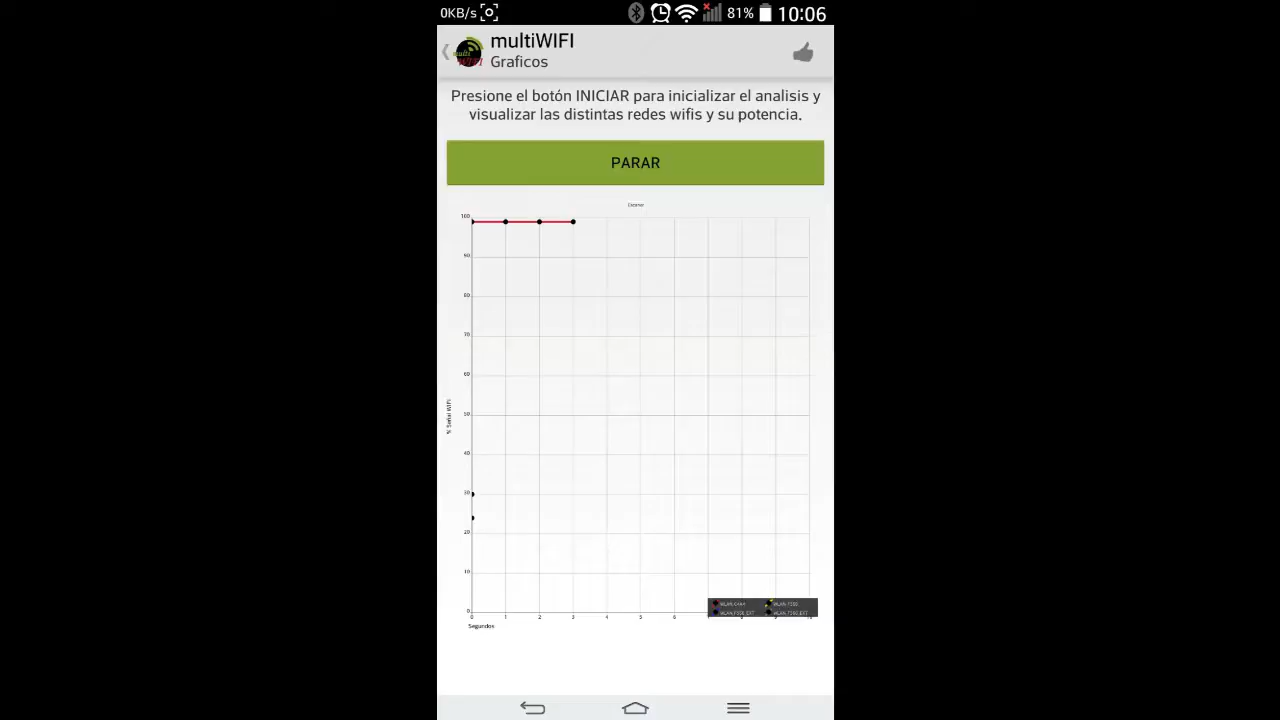 0KB/s 81% 10:06
multiWIFI
Graficos
Presione el botón INICIAR para inicializar el analisis y
visualizar las distintas redes wifis y su potencia.
PARAR
100
90
80
70
60
50
% Señal WIFI
40
30
20
10
0
0 1 2 3 4 5 6
Segundos